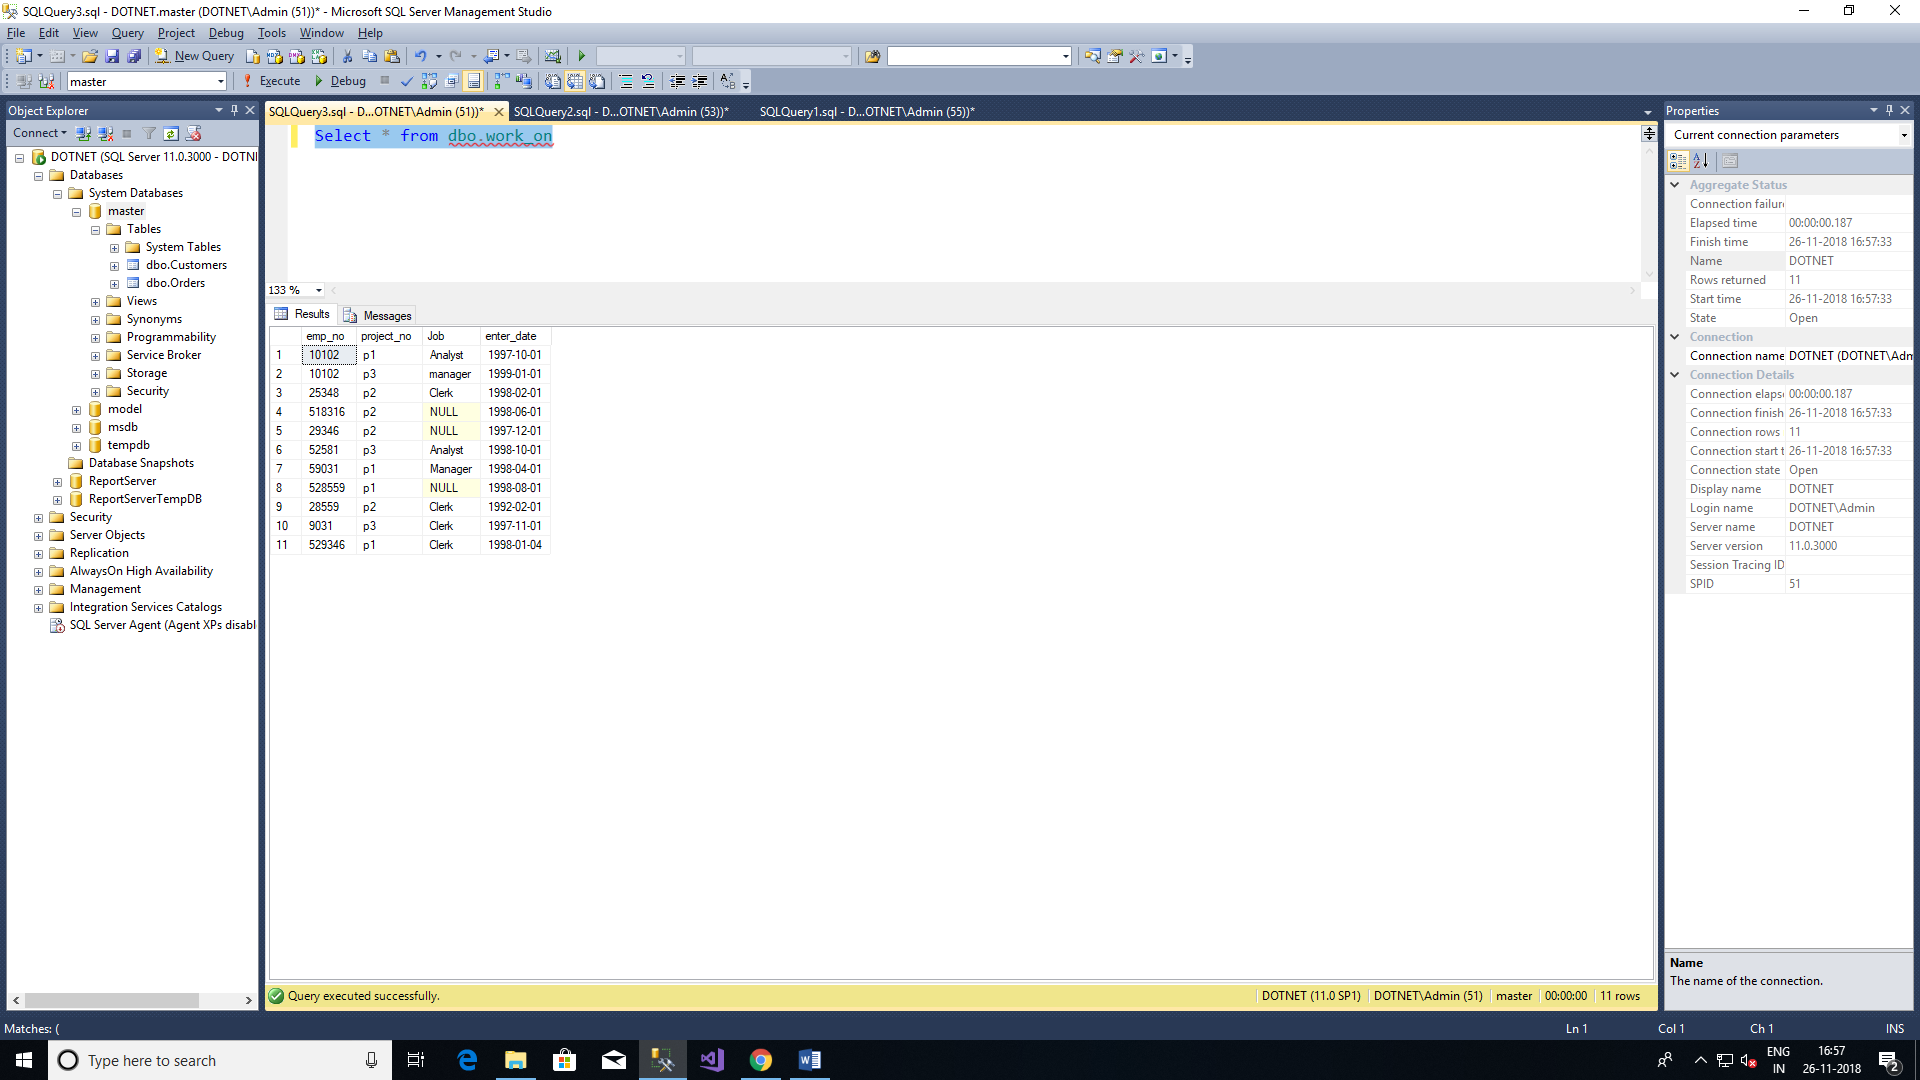 SQLQuery3.sql - DOTNET.master (DOTNET\Admin (51))* - Microsoft SQL Server Management Studio
File Edit View Query Project Debug Tools Window Help
New Query
master Execute Debug
Object Explorer
Connect
DOTNET (SQL Server 11.0.3000 - DOTNI
Databases
System Databases
master
Tables
System Tables
dbo.Customers
dbo.Orders
Views
Synonyms
Programmability
Service Broker
Storage
Security
model
msdb
tempdb
Database Snapshots
ReportServer
ReportServerTempDB
Security
Server Objects
Replication
AlwaysOn High Availability
Management
Integration Services Catalogs
SQL Server Agent (Agent XPs disabl
SQLQuery3.sql - D...OTNET\Admin (51))* SQLQuery2.sql - D...OTNET\Admin (53))* SQLQuery1.sql - D...OTNET\Admin (55))*
Select * from dbo.work_on
133 %
Results Messages
emp_no project_no Job enter_date
1 10102 p1 Analyst 1997-10-01
2 10102 p3 manager 1999-01-01
3 25348 p2 Clerk 1998-02-01
4 518316 p2 NULL 1998-06-01
5 29346 p2 NULL 1997-12-01
6 52581 p3 Analyst 1998-10-01
7 59031 p1 Manager 1998-04-01
8 528559 p1 NULL 1998-08-01
9 28559 p2 Clerk 1992-02-01
10 9031 p3 Clerk 1997-11-01
11 529346 p1 Clerk 1998-01-04
Query executed successfully. DOTNET (11.0 SP1) DOTNET\Admin (51) master 00:00:00 11 rows
Properties
Current connection parameters
Aggregate Status
Connection failure
Elapsed time 00:00:00.187
Finish time 26-11-2018 16:57:33
Name DOTNET
Rows returned 11
Start time 26-11-2018 16:57:33
State Open
Connection
Connection name DOTNET (DOTNET\Adm
Connection Details
Connection elapse 00:00:00.187
Connection finish 26-11-2018 16:57:33
Connection rows 11
Connection start t 26-11-2018 16:57:33
Connection state Open
Display name DOTNET
Login name DOTNET\Admin
Server name DOTNET
Server version 11.0.3000
Session Tracing ID
SPID 51
Name
The name of the connection.
Matches: ( Ln 1 Col 1 Ch 1 INS
Type here to search
ENG
IN
16:57
26-11-2018
2